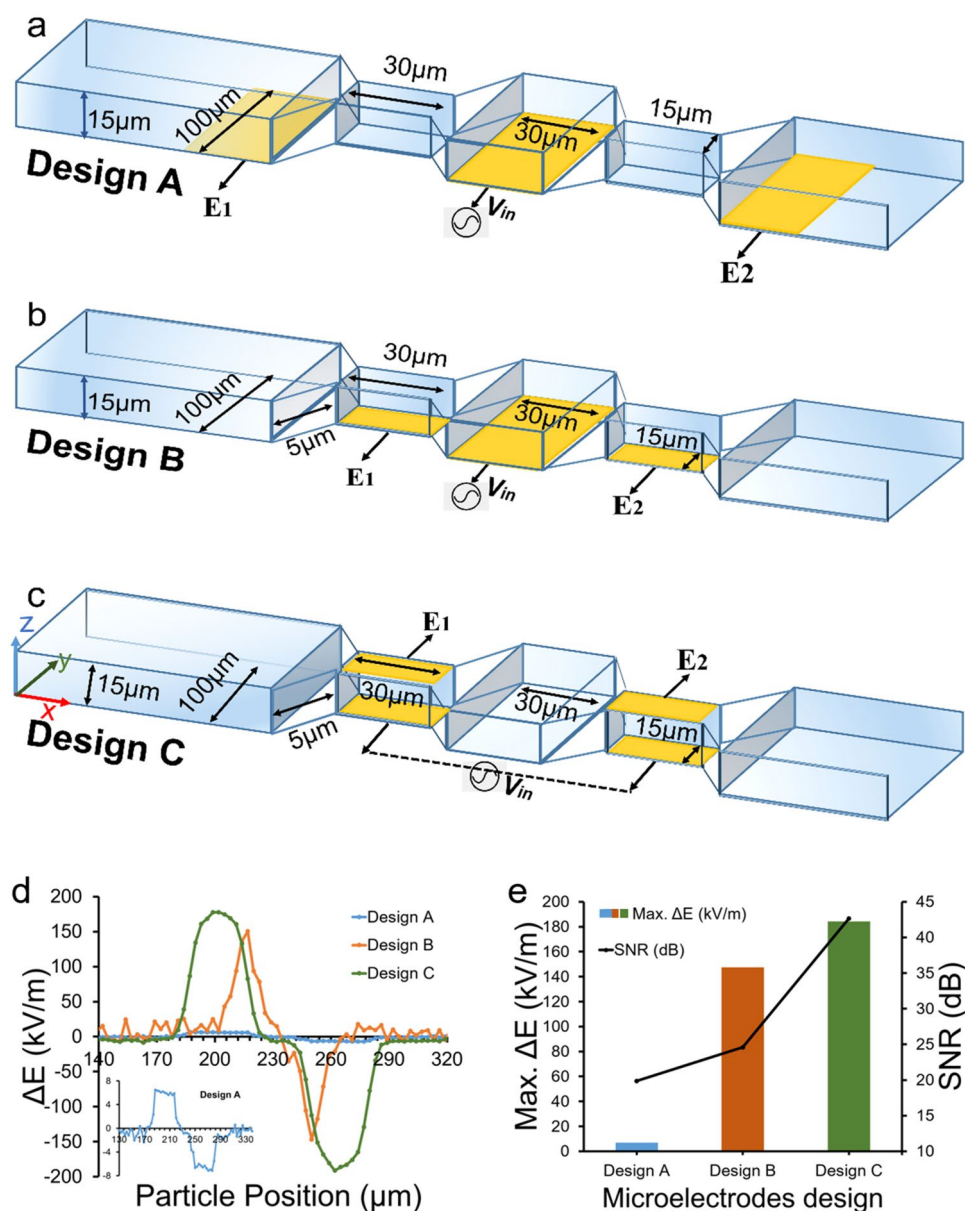 a
30µm
100µm
15µm
30µm
15µm
Design A
E1
Vin
E2
b
30µm
100µm
15µm
30µm
15µm
5µm
Design B
E1
Vin
E2
c
z
y
x
E1
E2
15µm
100µm
30µm
30µm
15µm
5µm
Design C
Vin
d
200
150
100
50
0
-50
-100
-150
-200
ΔE (kV/m)
Design A
Design B
Design C
140 170 200 230 260 290 320
8
4
0
-4
-8
Design A
130 170 210 250 290 330
Particle Position (µm)
e
200
180
160
140
120
100
80
60
40
20
0
Max. ΔE (kV/m)
Max. ΔE (kV/m)
SNR (dB)
45
40
35
30
25
20
15
10
SNR (dB)
Design A Design B Design C
Microelectrodes design